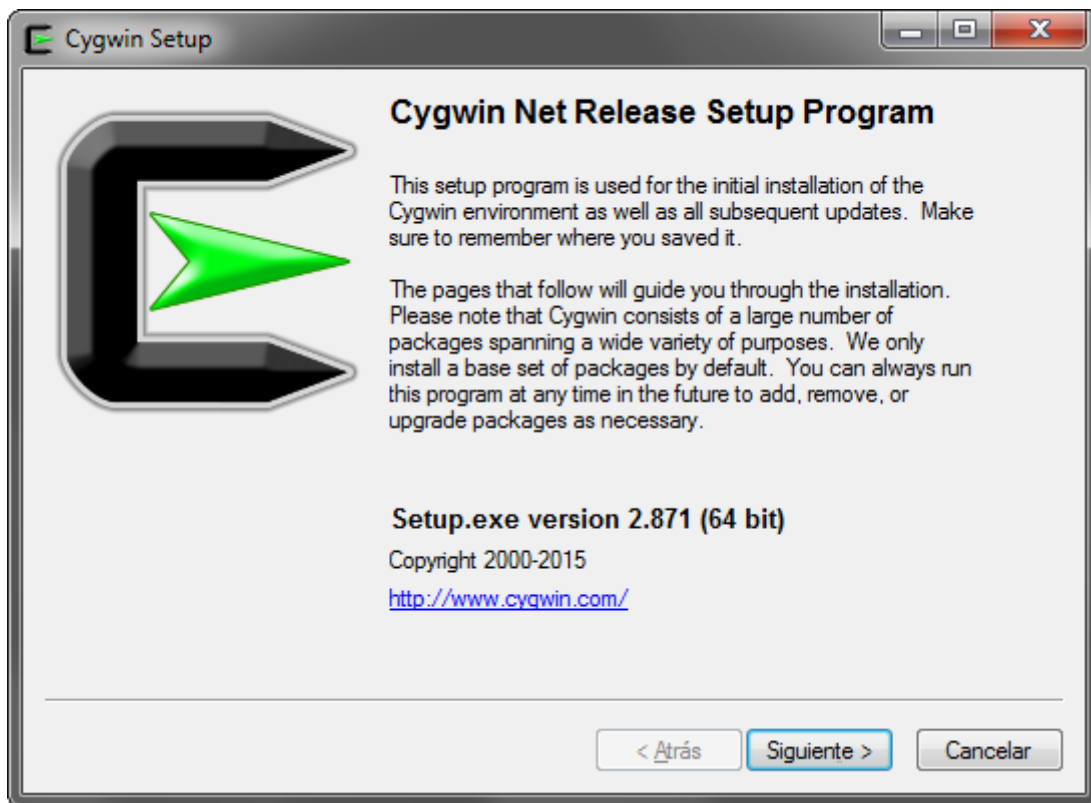 Cygwin Setup
Cygwin Net Release Setup Program
This setup program is used for the initial installation of the
Cygwin environment as well as all subsequent updates.  Make
sure to remember where you saved it.
The pages that follow will guide you through the installation.
Please note that Cygwin consists of a large number of
packages spanning a wide variety of purposes.  We only
install a base set of packages by default.  You can always run
this program at any time in the future to add, remove, or
upgrade packages as necessary.
Setup.exe version 2.871 (64 bit)
Copyright 2000-2015
http://www.cygwin.com/
< Atrás
Siguiente >
Cancelar